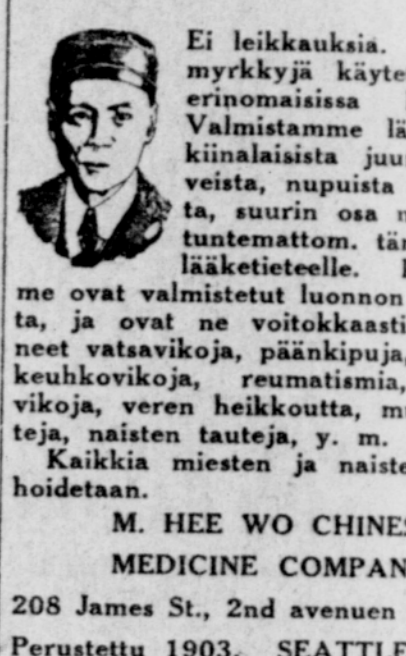 Ei leikkauksia.
myrkkyjä käyte
erinomaisissa
Valmistamme lä
kiinalaisista juu
veista, nupuista
ta, suurin osa
tuntemattom. tä
lääketieteelle.
me ovat valmistetut luonnon
ta, ja ovat ne voitokkaasti
neet vatsavikoja, päänkipuja,
keuhkovikoja, reumatismia,
vikoja, veren heikkoutta, m
teja, naisten tauteja, y. m.
Kaikkia miesten ja naiste
hoidetaan.
M. HEE WO CHINES
MEDICINE COMPAN
208 James St., 2nd avenuen
Perustettu 1903. SEATTLE